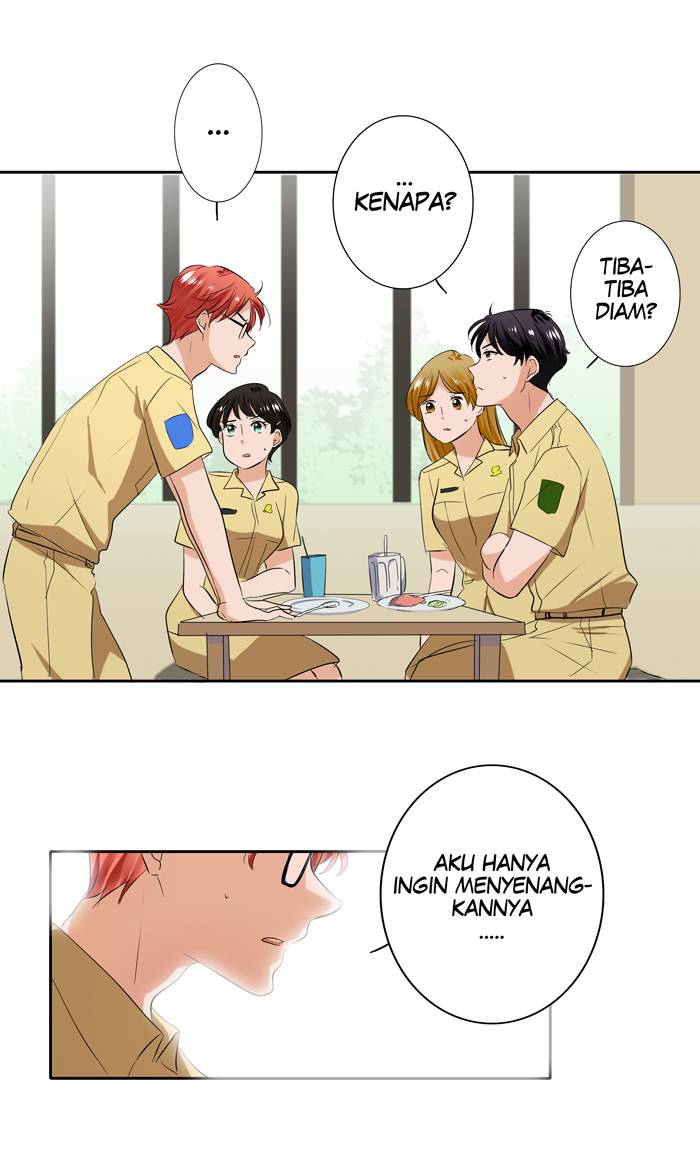 ...
...
KENAPA?
TIBA-
TIBA
DIAM?
AKU HANYA
INGIN MENYENANG-
KANNYA
.....